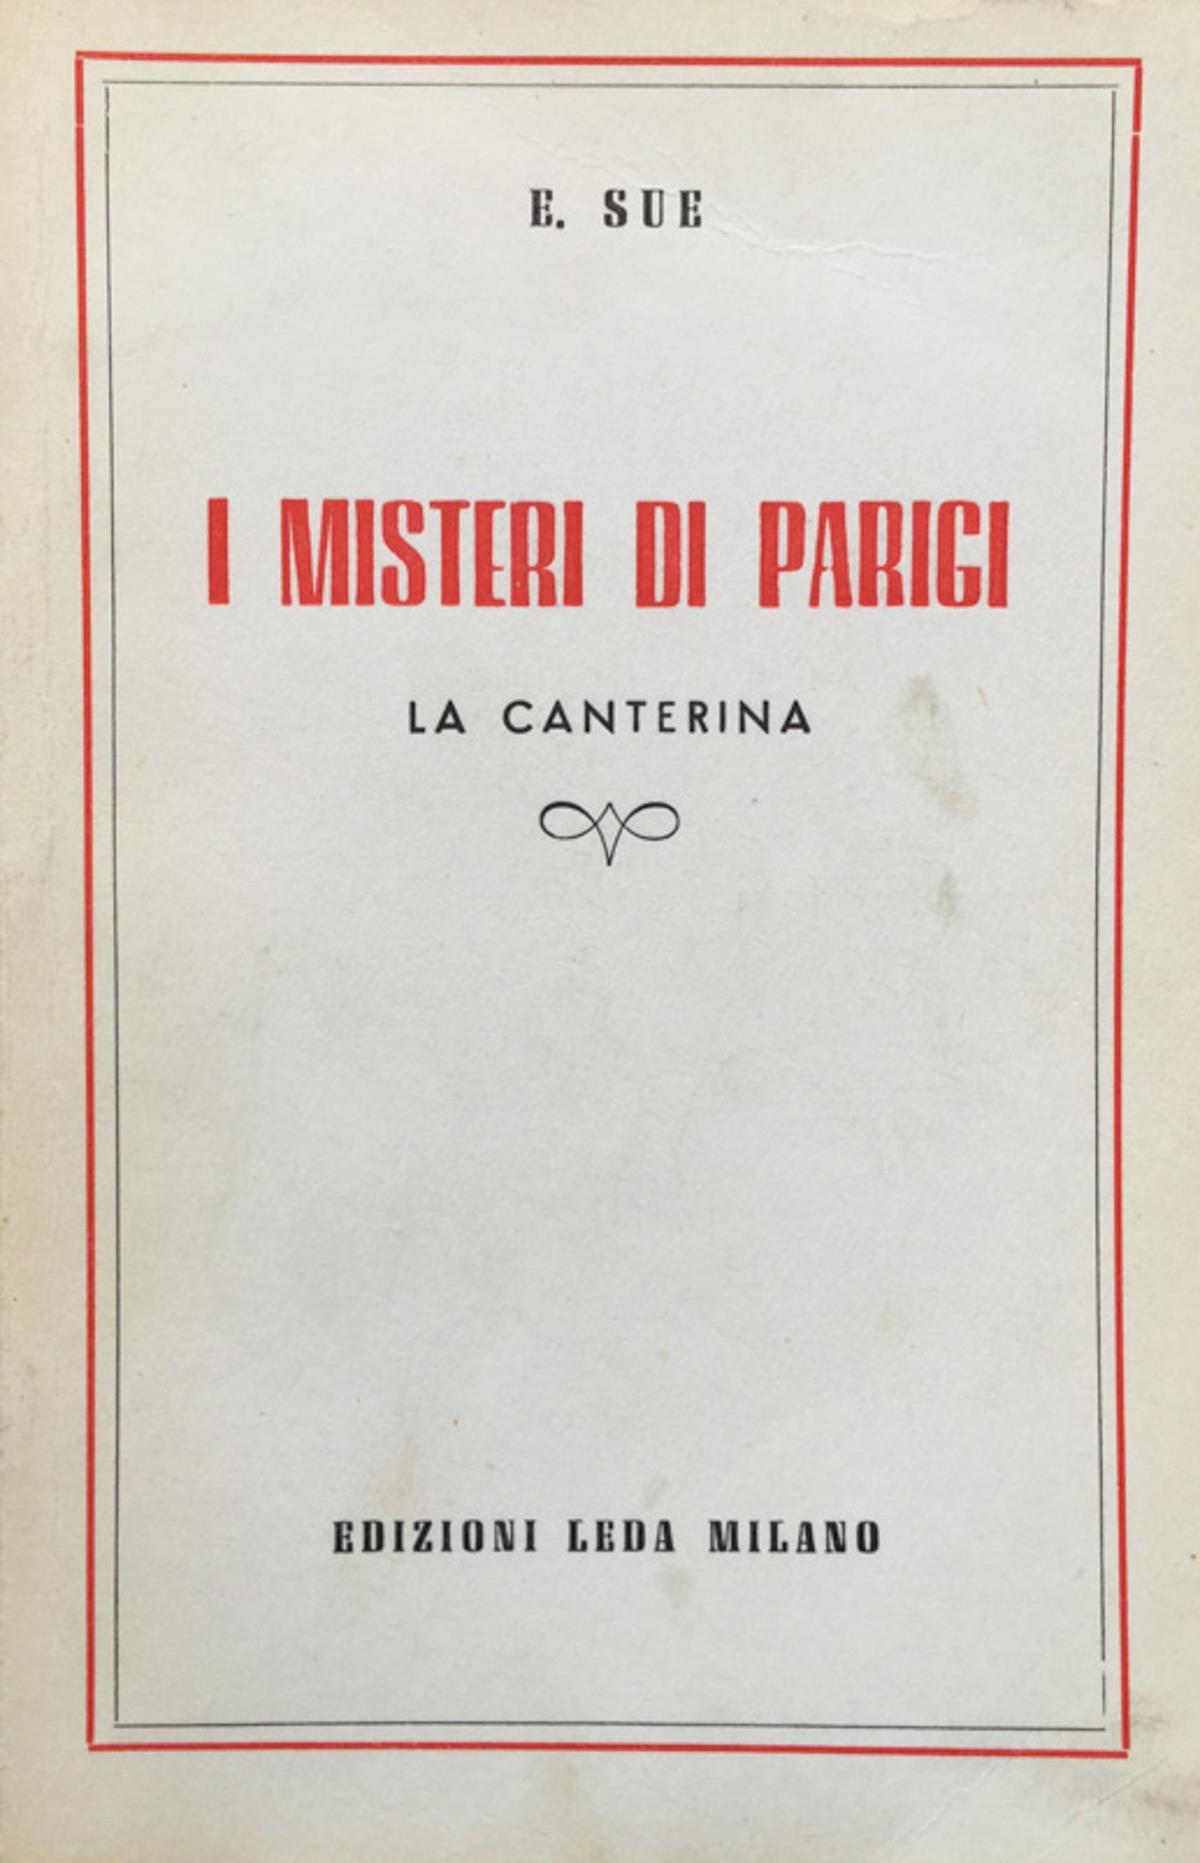 E. SUE
I MISTERI DI PARIGI
LA CANTERINA
EDIZIONI LEDA MILANO